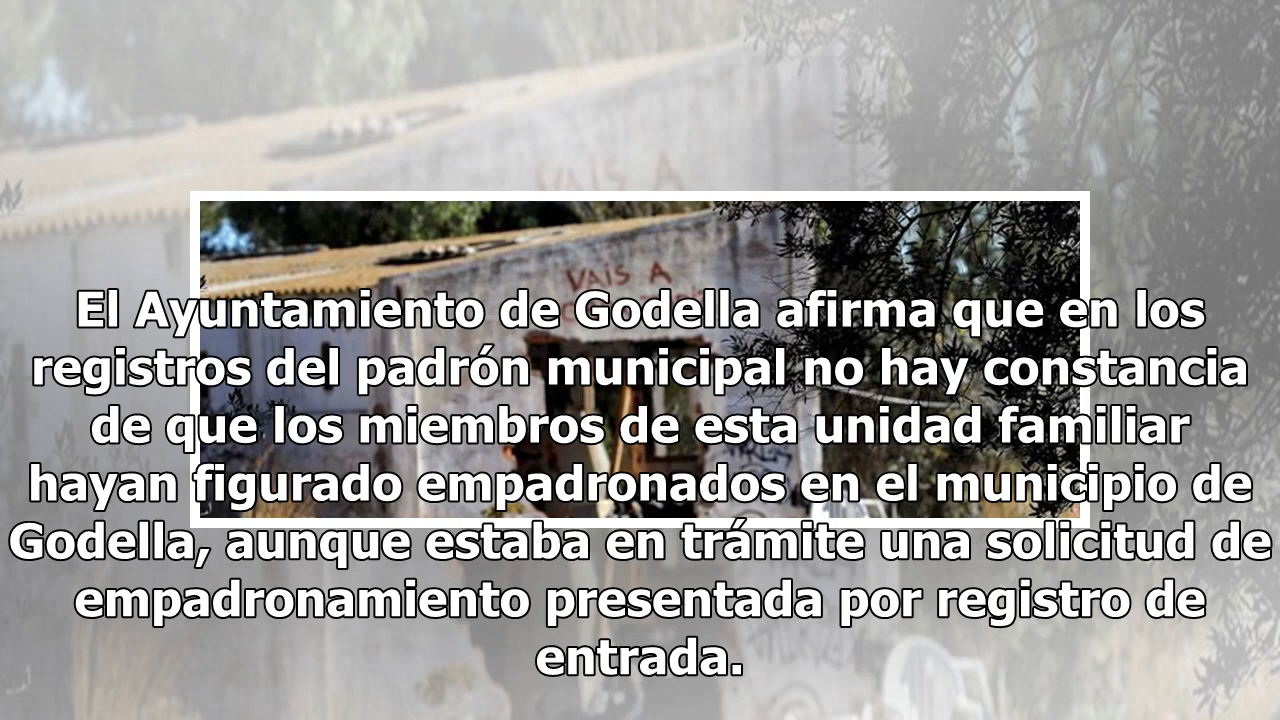 VAIS A
VAIS A
El Ayuntamiento de Godella afirma que en los
registros del padrón municipal no hay constancia
de que los miembros de esta unidad familiar
hayan figurado empadronados en el municipio de
Godella, aunque estaba en trámite una solicitud de
empadronamiento presentada por registro de
entrada.